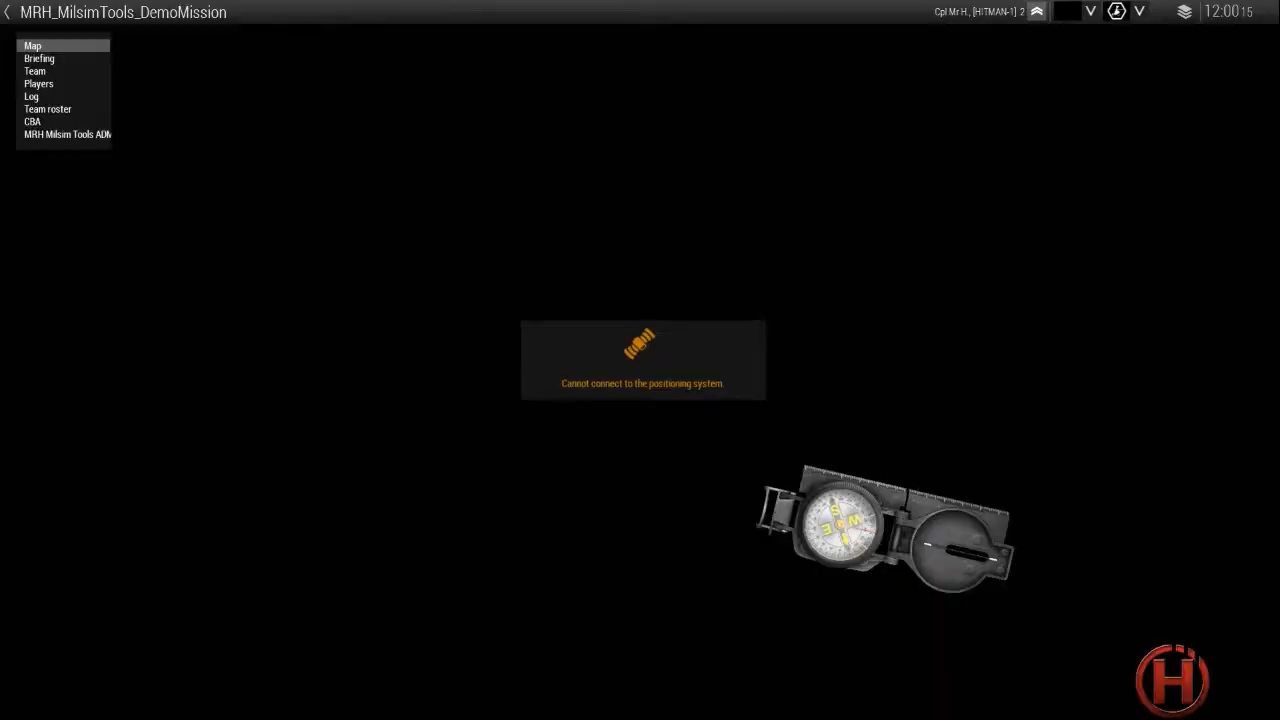 MRH_MilsimTools_DemoMission
Cpl Mr H., [HITMAN-1] 2
12:00 15
Map
Briefing
Team
Players
Log
Team roster
CBA
MRH Milsim Tools ADM
Cannot connect to the positioning system
S
W
E
H